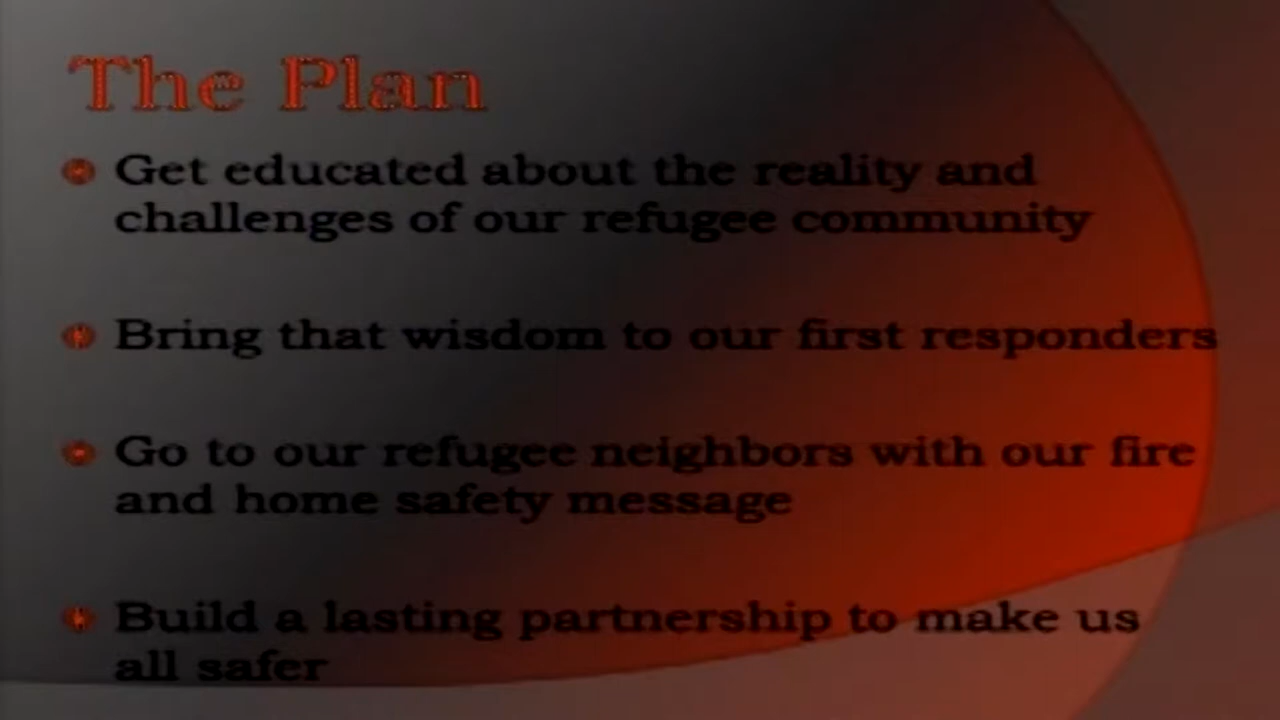 The Plan
Get educated about the reality and
challenges of our refugee community
Bring that wisdom to our first responders
Go to our refugee neighbors with our fire
and home safety message
Build a lasting partnership to make us
all safer